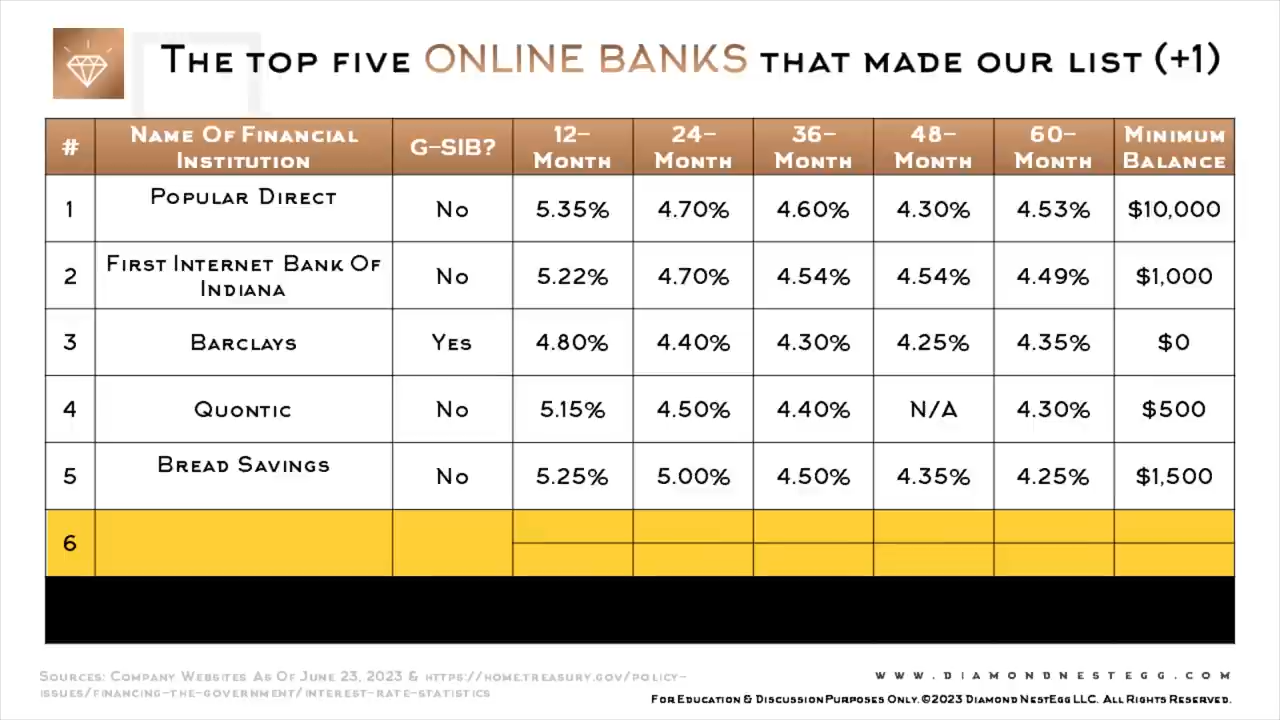 The top five ONLINE BANKS that made our list (+1)
# Name Of Financial Institution G-SIB? 12-Month 24-Month 36-Month 48-Month 60-Month Minimum Balance
1 Popular Direct No 5.35% 4.70% 4.60% 4.30% 4.53% $10,000
2 First Internet Bank Of Indiana No 5.22% 4.70% 4.54% 4.54% 4.49% $1,000
3 Barclays Yes 4.80% 4.40% 4.30% 4.25% 4.35% $0
4 Quontic No 5.15% 4.50% 4.40% N/A 4.30% $500
5 Bread Savings No 5.25% 5.00% 4.50% 4.35% 4.25% $1,500
6
Sources: Company Websites As Of June 23, 2023 & https://home.treasury.gov/policy-
issues/financing-the-government/interest-rate-statistics
www.diamondnestegg.com
For Education & Discussion Purposes Only. ©2023 Diamond NestEgg LLC. All Rights Reserved.